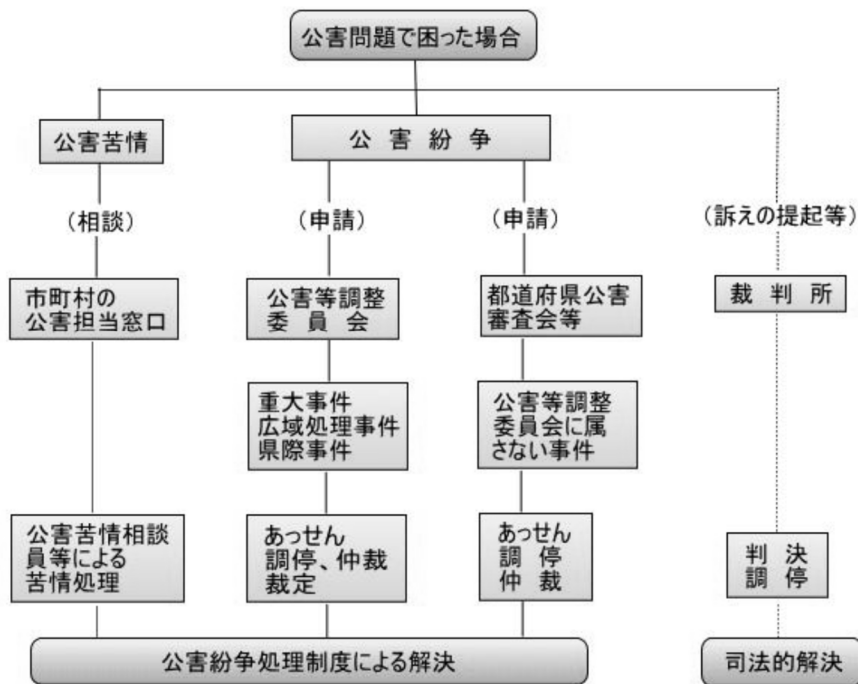 公害問題で困った場合
公害苦情
公害紛争
（相談）
（申請）
（申請）
（訴えの提起等）
市町村の
公害担当窓口
公害等調整
委員会
都道府県公害
審査会等
裁判所
重大事件
広域処理事件
県際事件
公害等調整
委員会に属
さない事件
公害苦情相談
員等による
苦情処理
あっせん
調停、仲裁
裁定
あっせん
調停
仲裁
判決
調停
公害紛争処理制度による解決
司法的解決